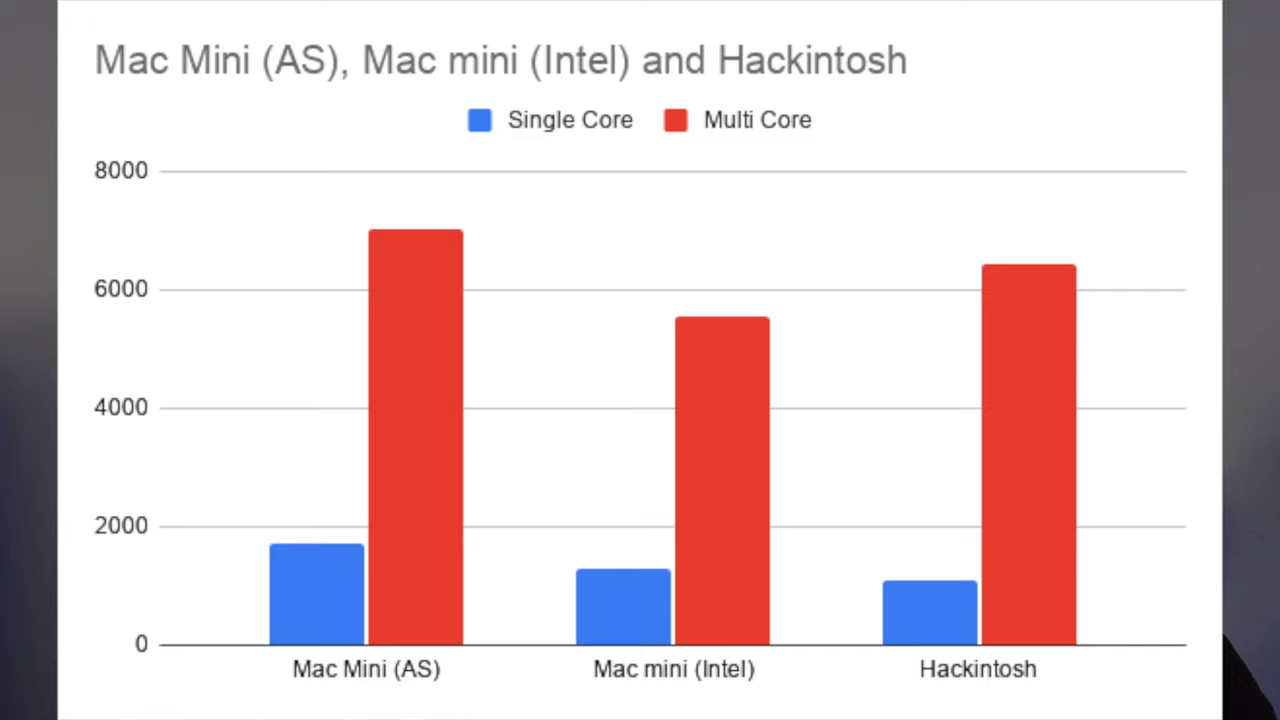 Mac Mini (AS), Mac mini (Intel) and Hackintosh
Single Core
Multi Core
8000
6000
4000
2000
0
Mac Mini (AS)
Mac mini (Intel)
Hackintosh